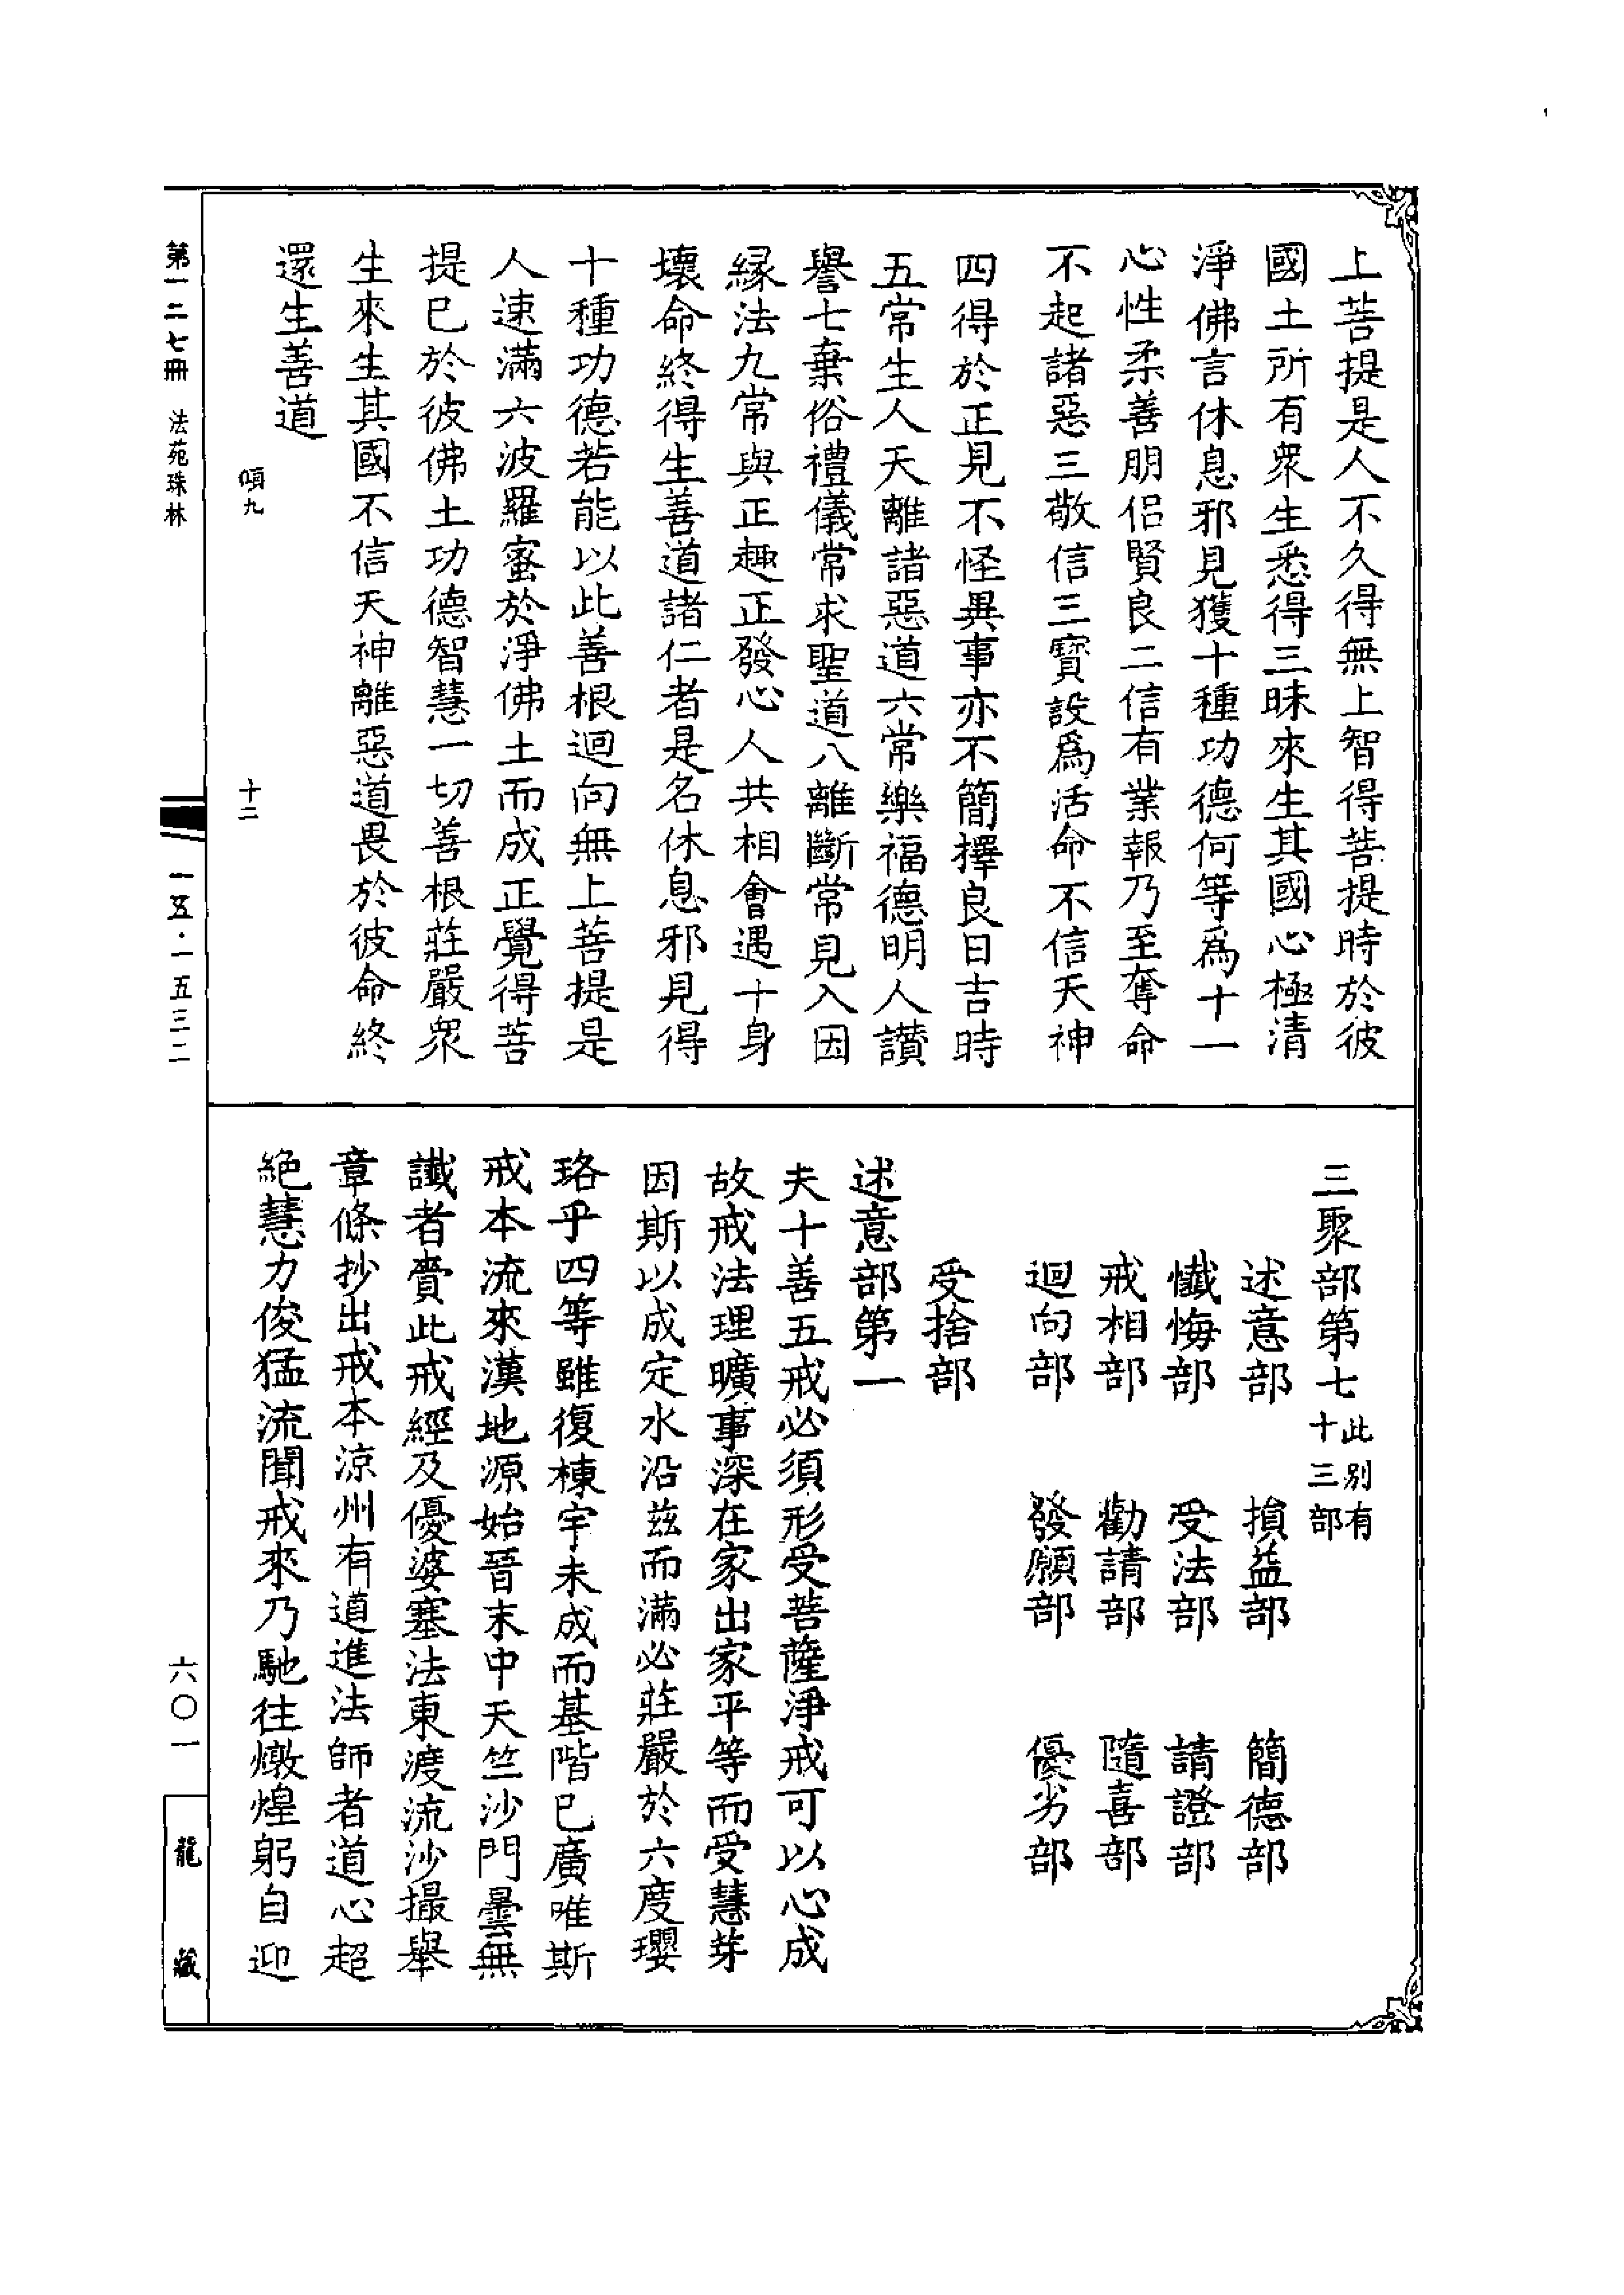 上菩提是人不久得無上智得菩提時於彼
國土所有衆生悉得三昧來生其國心極清
淨佛言休息邪見獲十種功德何等爲十一
心性柔善朋侣賢良二信有業報乃至奪命
不起諸惡三敬信三寳設爲活命不信天神
四得於正見不怪異事亦不簡擇良日吉時
五常生人天離諸惡道六常樂福德明人讃
譽七棄俗禮儀常求聖道八離斷常見入因
縁法九常與正趣正發心人共相會遇十身
壞命終得生善道諸仁者是名休息邪見得
十種功德若能以此善根迴向無上菩提是
人速滿六波羅蜜於淨佛土而成正覺得菩
提已於彼佛土功德智慧一切善根莊嚴衆
生來生其國不信天神離惡道畏於彼命終
還生善道
頌九 十二
三聚部第七此别有十三部
述意部 損益部 簡德部
懺悔部 受法部 請證部
戒相部 勸請部 隨喜部
迴向部 發願部 優劣部
受捨部
述意部第一
夫十善五戒必須形受菩薩淨戒可以心成
故戒法理曠事深在家出家平等而受慧芽
因斯以成定水沿兹而滿必莊嚴於六度瓔
珞乎四等雖復棟宇未成而基階已廣唯斯
戒本流來漢地源始晉末中天竺沙門曇無
讖者賷此戒經及優婆塞法東渡流沙撮舉
章條抄出戒本涼州有道進法師者道心超
絶慧力俊猛流聞戒來乃馳往燉煌躬自迎
第一二七冊 法苑珠林
一五·一五三二
六〇一
龍藏